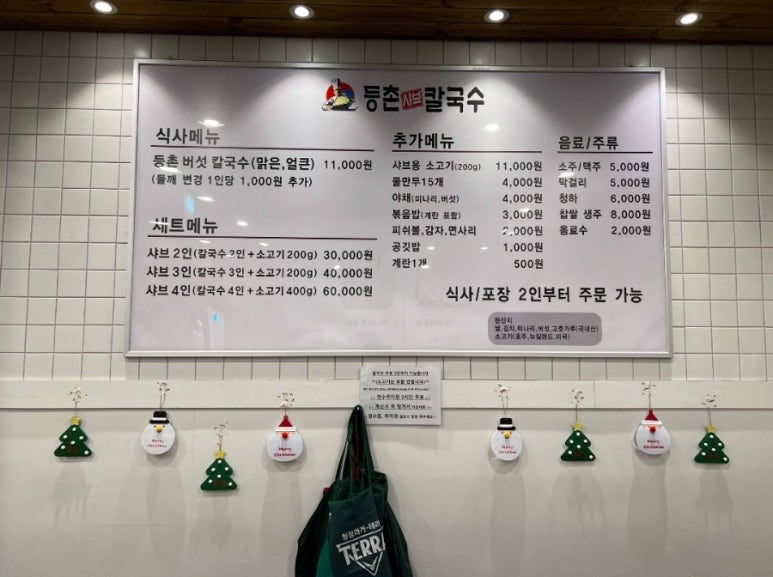 등촌샤브칼국수
식사메뉴
등촌 버섯 칼국수(맑은,얼큰) 11,000원
(들깨 변경 1인당 1,000원 추가)
세트메뉴
샤브 2인(칼국수2인+소고기200g) 30,000원
샤브 3인(칼국수3인+소고기200g) 40,000원
샤브 4인(칼국수4인+소고기400g) 60,000원
추가메뉴
샤브용 소고기(200g) 11,000원
물만두15개 4,000원
야채(미나리,버섯) 4,000원
볶음밥(계란 포함) 3,000원
피쉬볼,감자,면사리 2,000원
공깃밥 1,000원
계란1개 500원
음료/주류
소주/맥주 5,000원
막걸리 5,000원
청하 6,000원
찹쌀 생주 8,000원
음료수 2,000원
식사/포장 2인부터 주문 가능
원산지
쌀,김치,미나리,버섯,고춧가루(국내산)
소고기(호주,뉴질랜드,미국)
Merry Christmas
Merry Christmas
Merry Christmas
Merry Christmas
청정라거-테라
TERRA